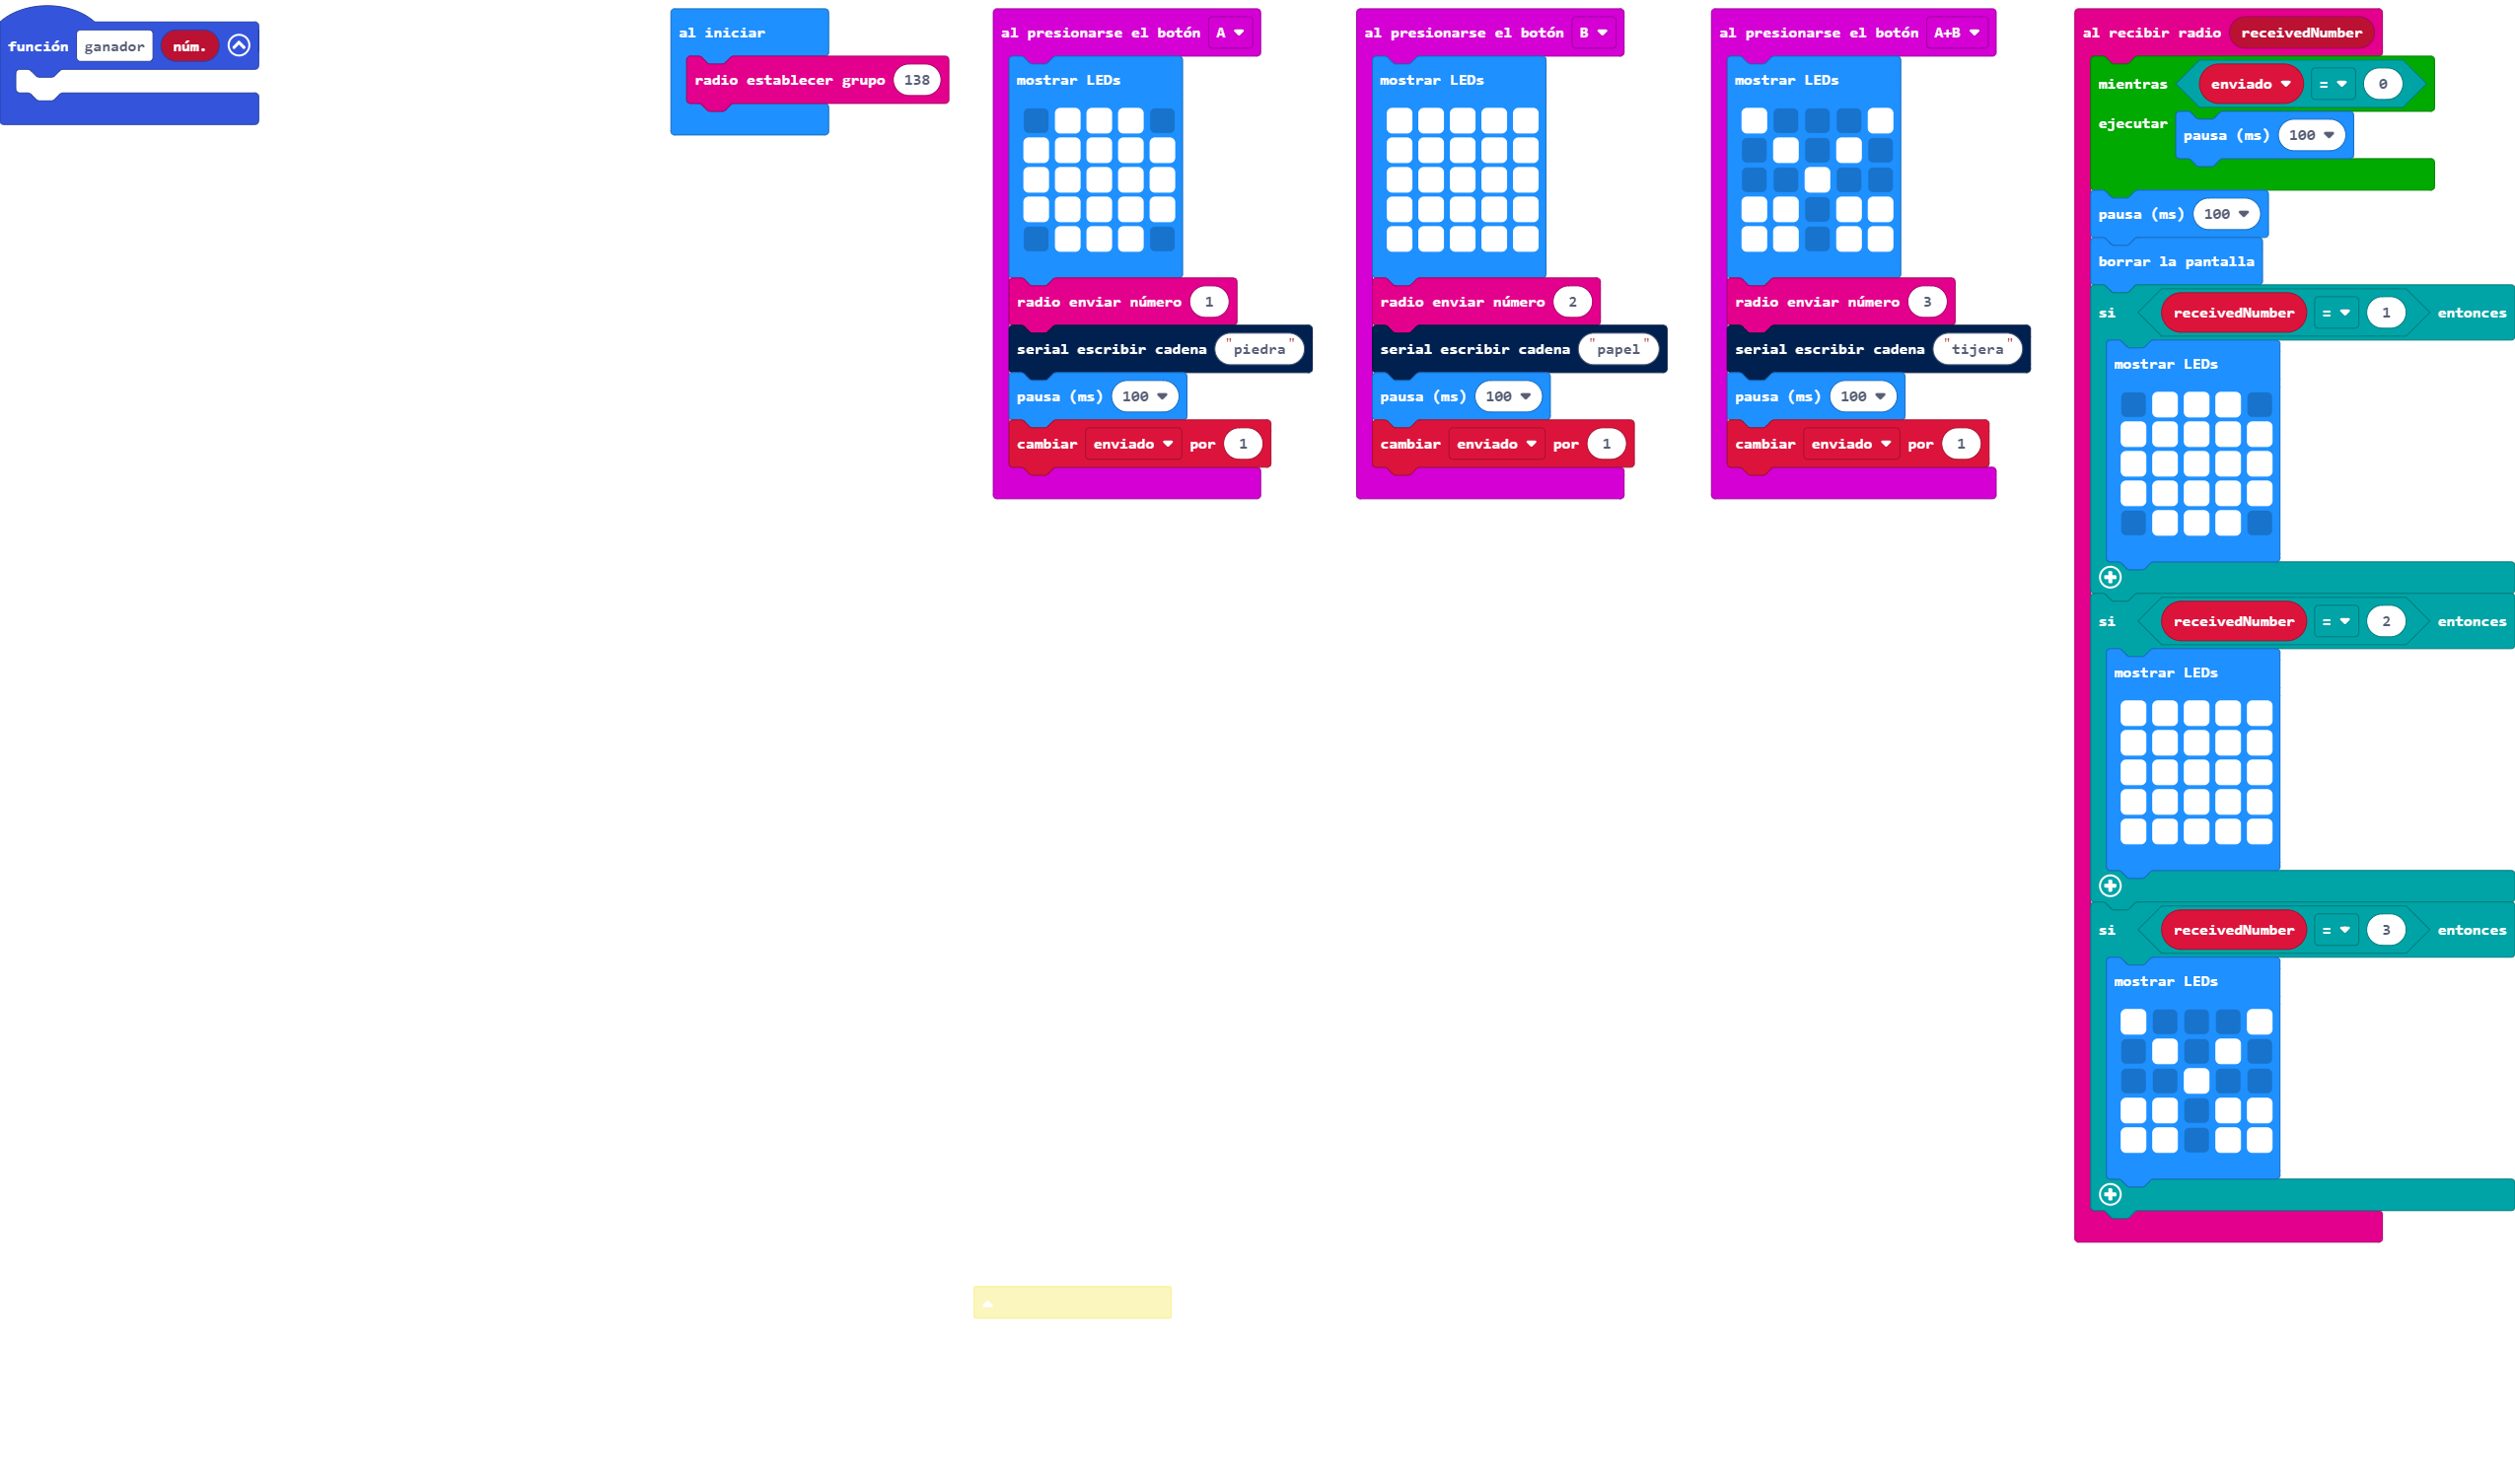 función ganador núm.
al iniciar
radio establecer grupo 138
al presionarse el botón A
mostrar LEDs
radio enviar número 1
serial escribir cadena "piedra"
pausa (ms) 100
cambiar enviado por 1
al presionarse el botón B
mostrar LEDs
radio enviar número 2
serial escribir cadena "papel"
pausa (ms) 100
cambiar enviado por 1
al presionarse el botón A+B
mostrar LEDs
radio enviar número 3
serial escribir cadena "tijera"
pausa (ms) 100
cambiar enviado por 1
al recibir radio receivedNumber
mientras enviado = 0
ejecutar pausa (ms) 100
pausa (ms) 100
borrar la pantalla
si receivedNumber = 1 entonces
mostrar LEDs
si receivedNumber = 2 entonces
mostrar LEDs
si receivedNumber = 3 entonces
mostrar LEDs